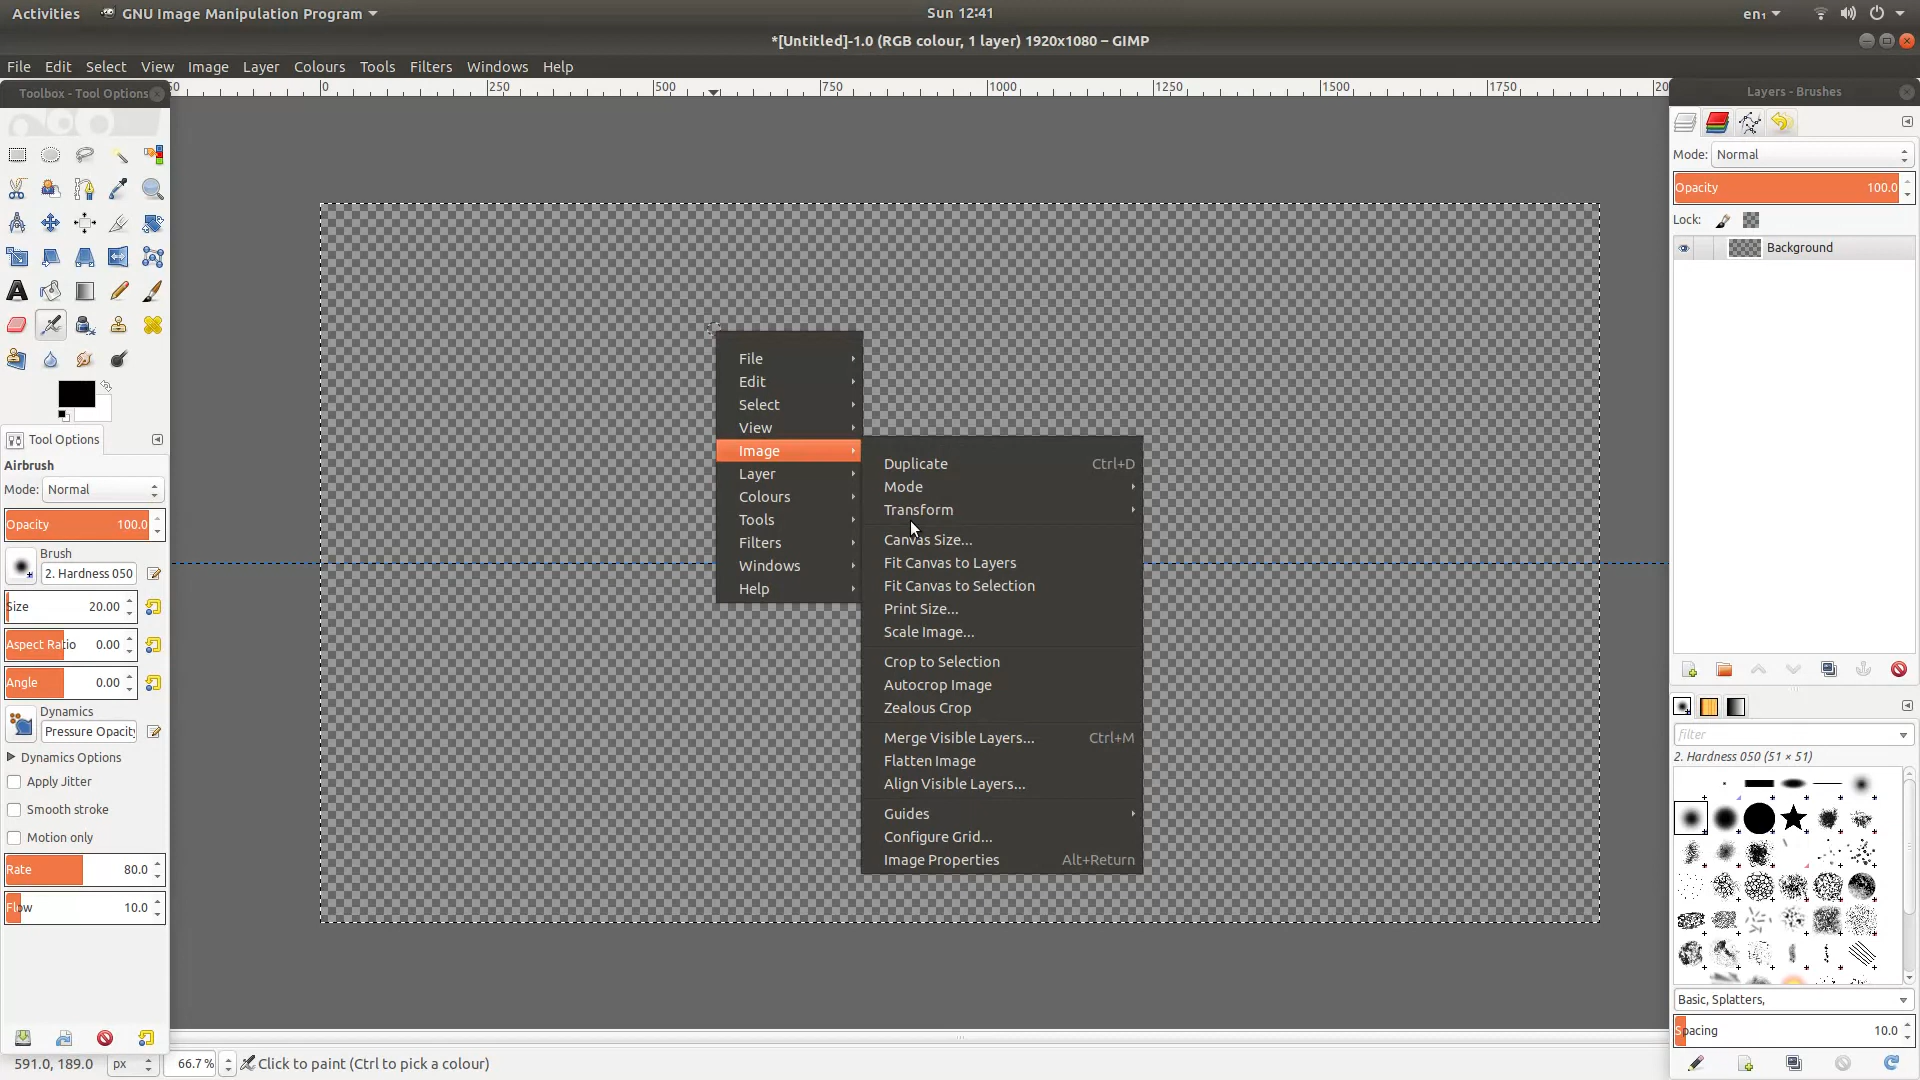 Activities
GNU Image Manipulation Program
Sun 12:41
en₁
*[Untitled]-1.0 (RGB colour, 1 layer) 1920x1080 – GIMP
File Edit Select View Image Layer Colours Tools Filters Windows Help
Toolbox - Tool Options
0 250 500 750 1000 1250 1500 1750
Layers - Brushes
Mode: Normal
Opacity 100.0
Lock:
Background
File
Edit
Select
View
Image
Layer
Colours
Tools
Filters
Windows
Help
Duplicate Ctrl+D
Mode
Transform
Canvas Size...
Fit Canvas to Layers
Fit Canvas to Selection
Print Size...
Scale Image...
Crop to Selection
Autocrop Image
Zealous Crop
Merge Visible Layers... Ctrl+M
Flatten Image
Align Visible Layers...
Guides
Configure Grid...
Image Properties Alt+Return
Tool Options
Airbrush
Mode: Normal
Opacity 100.0
Brush
2. Hardness 050
Size 20.00
Aspect Ratio 0.00
Angle 0.00
Dynamics
Pressure Opacity
Dynamics Options
Apply Jitter
Smooth stroke
Motion only
Rate 80.0
Flow 10.0
filter
2. Hardness 050 (51 × 51)
Basic, Splatters,
Spacing 10.0
591.0, 189.0 px 66.7 % Click to paint (Ctrl to pick a colour)